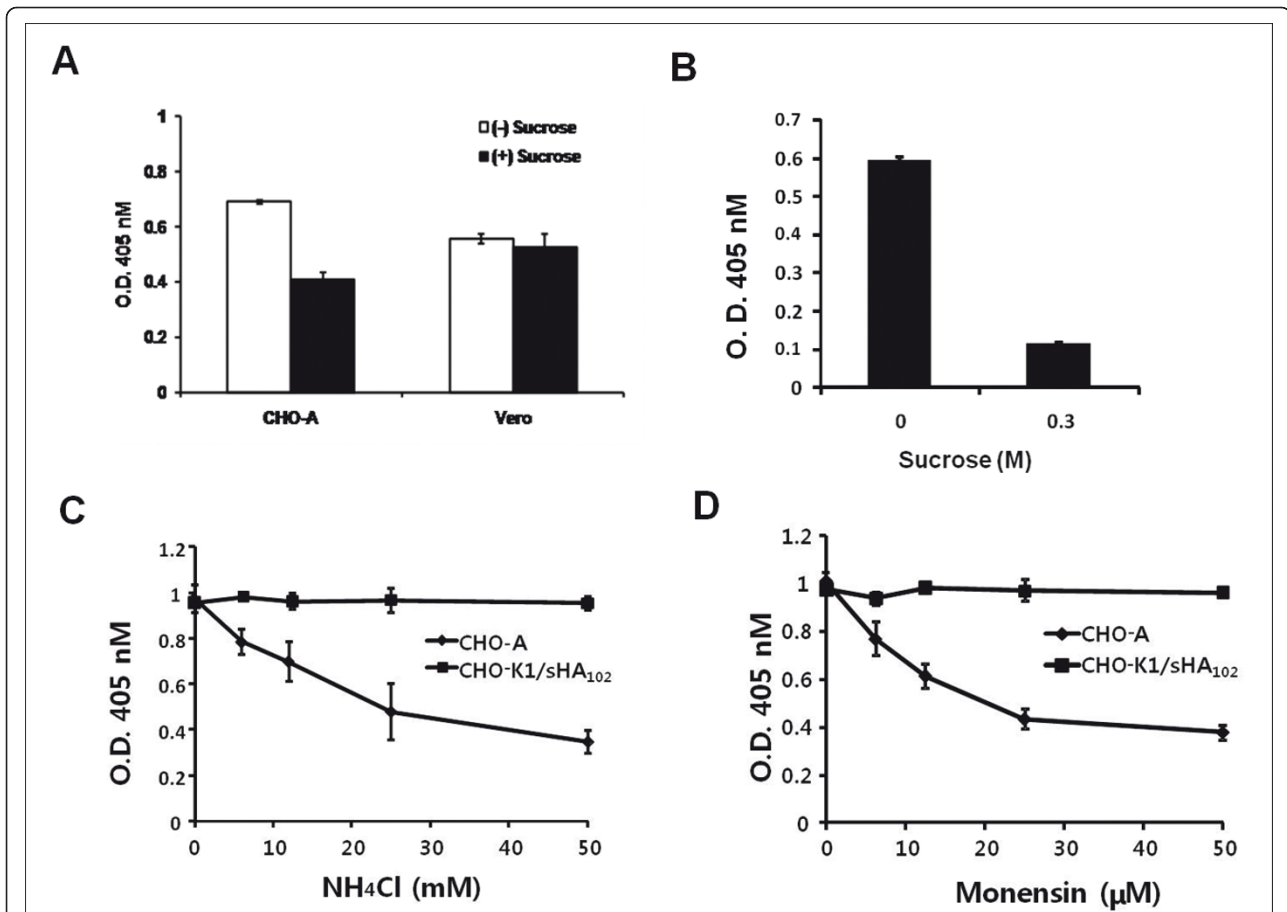 A
1
0.8
0.6
0.4
0.2
0
O.D. 405 nM
(-) Sucrose
(+) Sucrose
CHO-A
Vero
B
0.7
0.6
0.5
0.4
0.3
0.2
0.1
0
O. D. 405 nM
0
0.3
Sucrose (M)
C
1.2
1
0.8
0.6
0.4
0.2
0
O.D. 405 nM
CHO-A
CHO-K1/sHA₁₀₂
0 10 20 30 40 50
NH₄Cl (mM)
D
1.2
1
0.8
0.6
0.4
0.2
0
O.D. 405 nM
CHO-A
CHO-K1/sHA₁₀₂
0 10 20 30 40 50
Monensin (μM)